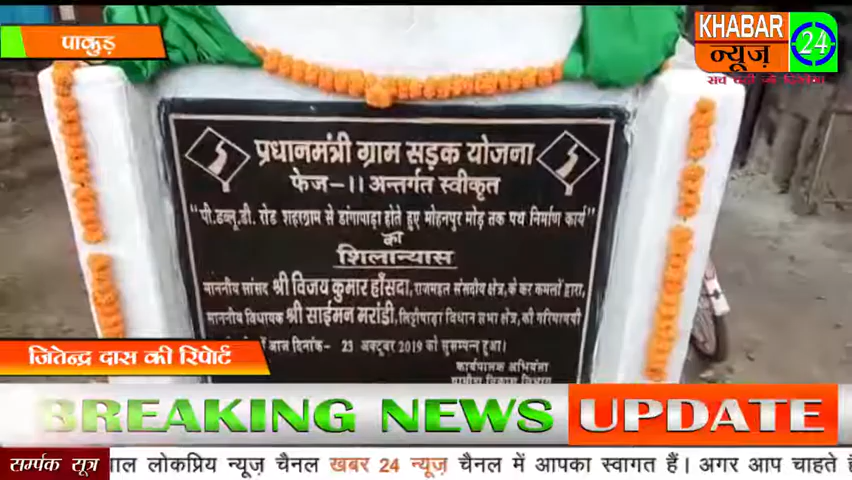 पाकुड़
KHABAR
न्यूज़
24
प्रधानमंत्री ग्राम सड़क योजना
फेज-।। अन्तर्गत स्वीकृत
"पी.डब्लू.डी. रोड शहरग्राम से डांगापाड़ा होते हुए मोहनपुर मोड़ तक पथ निर्माण कार्य"
का
शिलान्यास
माननीय सांसद श्री विजय कुमार हाँसदा, राजमहल संसदीय क्षेत्र, के कर कमलों द्वारा,
माननीय विधायक श्री साईमन मरांडी, लिट्टीपाड़ा विधान सभा क्षेत्र, की गरिमामयी
में आज दिनांक- 23 अक्टूबर 2019 को सुसम्पन्न हुआ।
कार्यपालक अभियंता
ग्रामीण विकास विभाग
जितेन्द्र दास की रिपोर्ट
BREAKING NEWS UPDATE
सम्पर्क सूत्र
लोकप्रिय न्यूज़ चैनल खबर 24 न्यूज़ चैनल में आपका स्वागत हैं। अगर आप चाहते